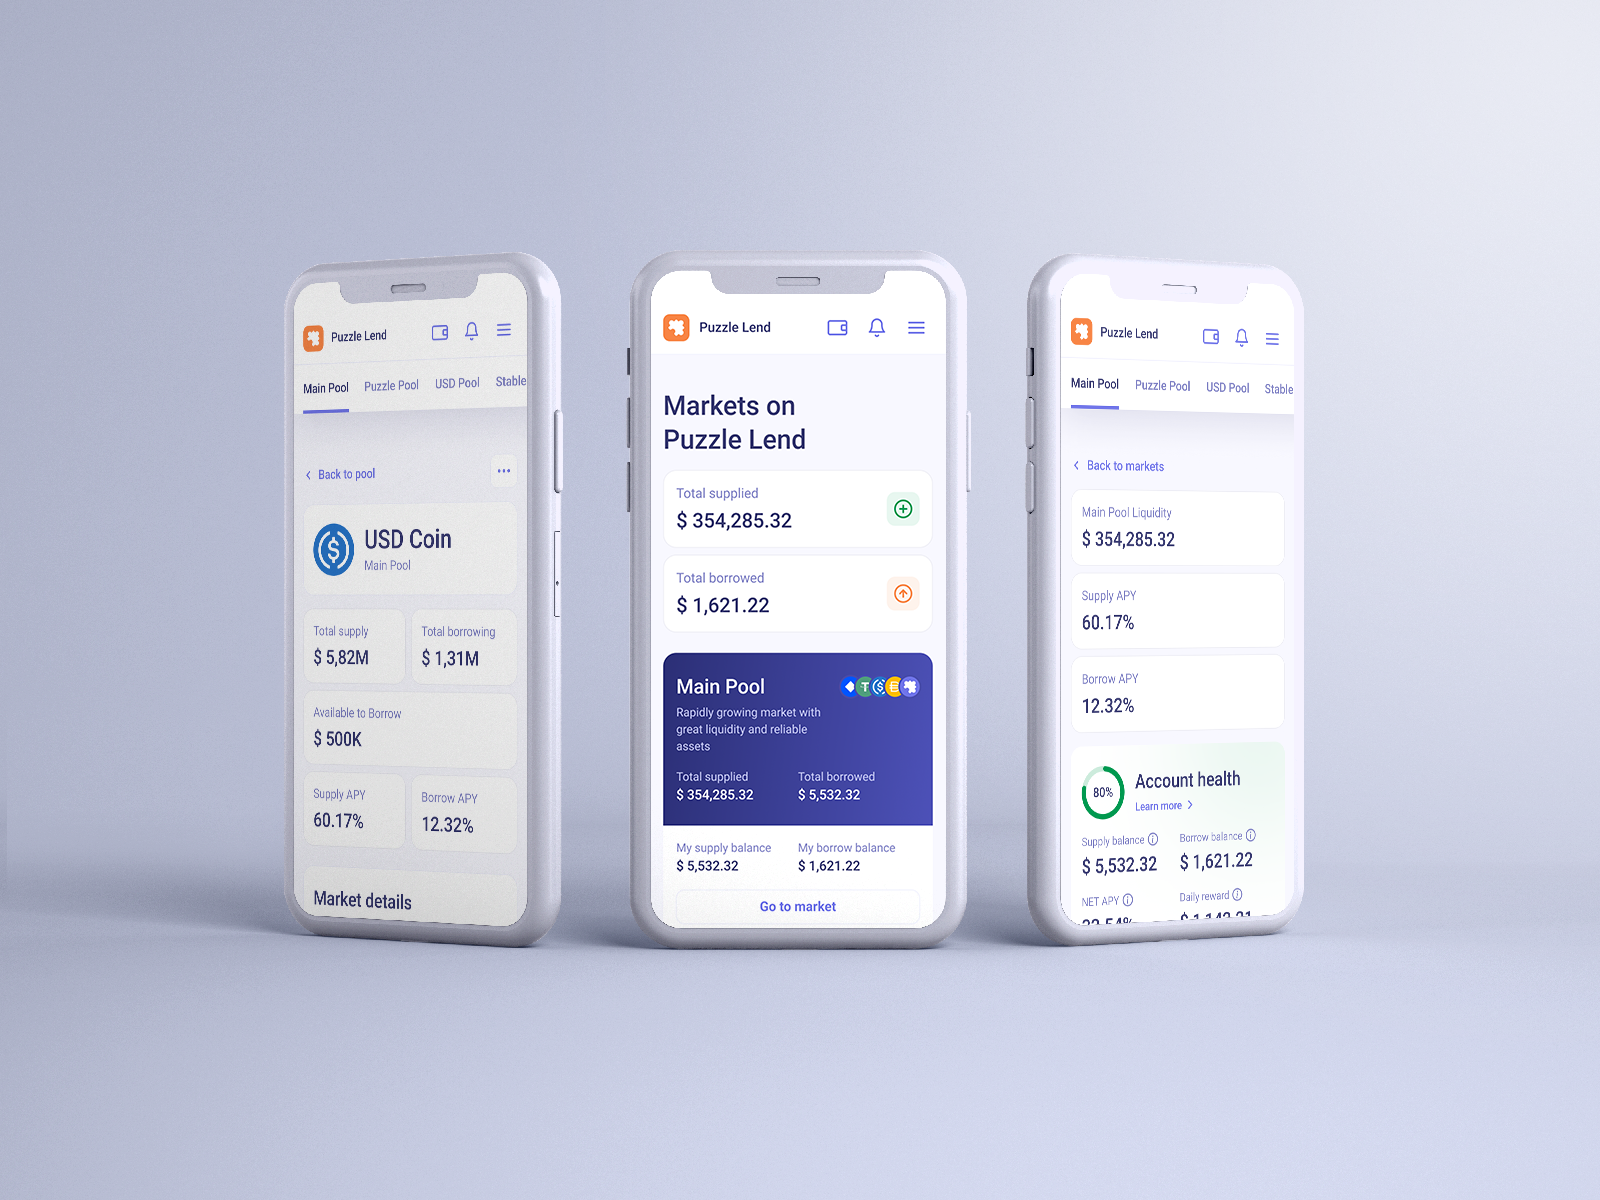 Puzzle Lend
Main Pool Puzzle Pool USD Pool Stable
Back to pool
USD Coin
Main Pool
Total supply Total borrowing
$ 5,82M $ 1,31M
Available to Borrow
$ 500K
Supply APY Borrow APY
60.17% 12.32%
Market details
Puzzle Lend
Markets on
Puzzle Lend
Total supplied
$ 354,285.32
Total borrowed
$ 1,621.22
Main Pool
Rapidly growing market with
great liquidity and reliable
assets
Total supplied Total borrowed
$ 354,285.32 $ 5,532.32
My supply balance My borrow balance
$ 5,532.32 $ 1,621.22
Go to market
Puzzle Lend
Main Pool Puzzle Pool USD Pool Stable
Back to markets
Main Pool Liquidity
$ 354,285.32
Supply APY
60.17%
Borrow APY
12.32%
80% Account health
Learn more
Supply balance Borrow balance
$ 5,532.32 $ 1,621.22
NET APY Daily reward